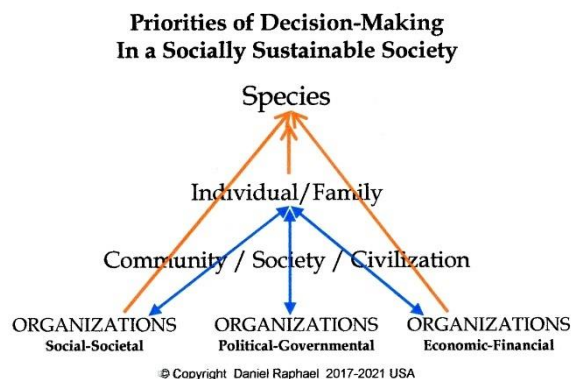 Priorities of Decision-Making
In a Socially Sustainable Society
Species
Individual/Family
Community / Society / Civilization
ORGANIZATIONS ORGANIZATIONS ORGANIZATIONS
Social-Societal Political-Governmental Economic-Financial
© Copyright Daniel Raphael 2017-2021 USA